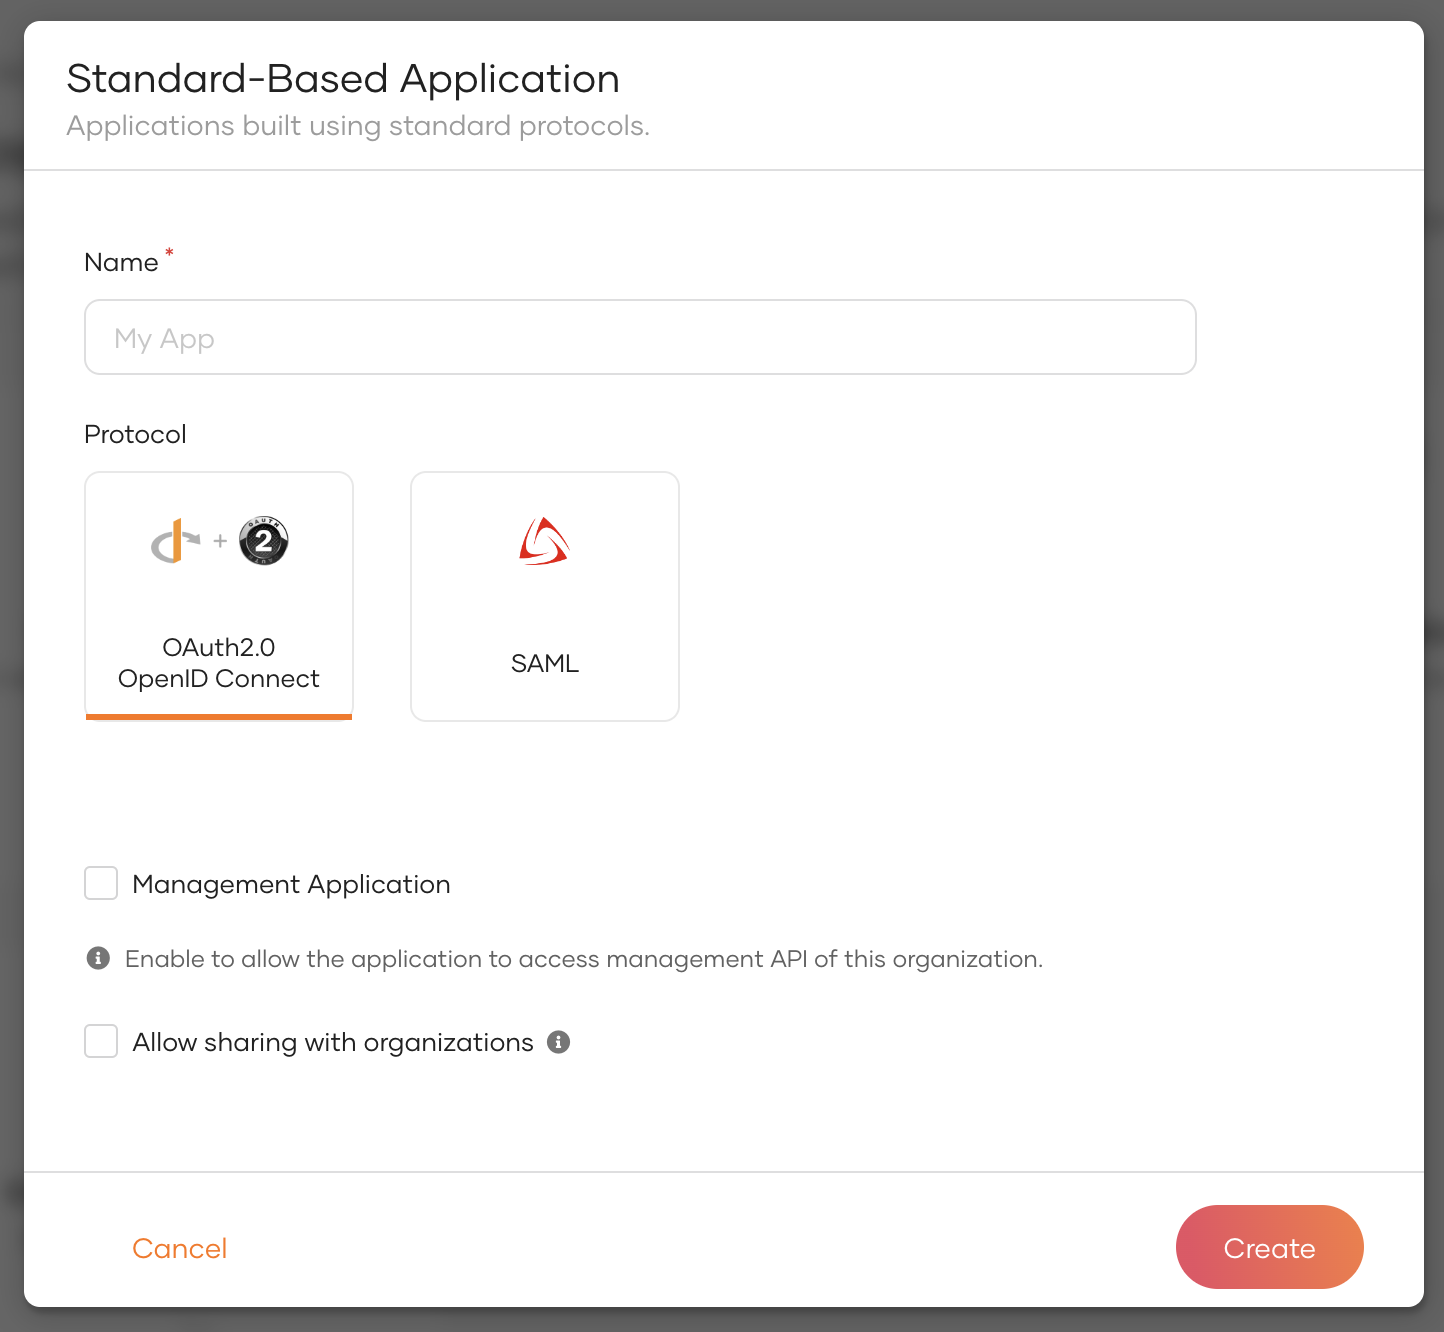 Standard-Based Application
Applications built using standard protocols.
Name *
My App
Protocol
+
OAUTH
2
OAuth2.0
OpenID Connect
SAML
Management Application
Enable to allow the application to access management API of this organization.
Allow sharing with organizations
Cancel
Create